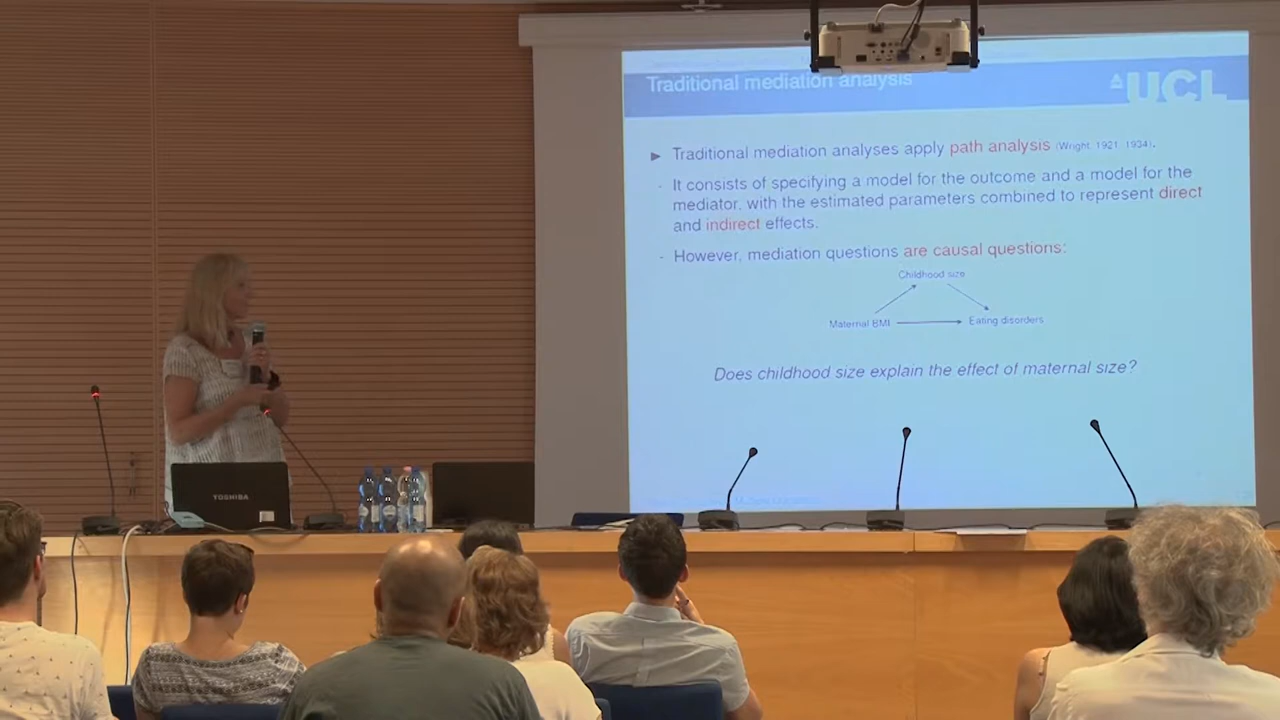 Traditional mediation analysis
UCL
Traditional mediation analyses apply path analysis (Wright, 1921, 1934).
- It consists of specifying a model for the outcome and a model for the
mediator, with the estimated parameters combined to represent direct
and indirect effects.
- However, mediation questions are causal questions:
Childhood size
Maternal BMI
Eating disorders
Does childhood size explain the effect of maternal size?
TOSHIBA